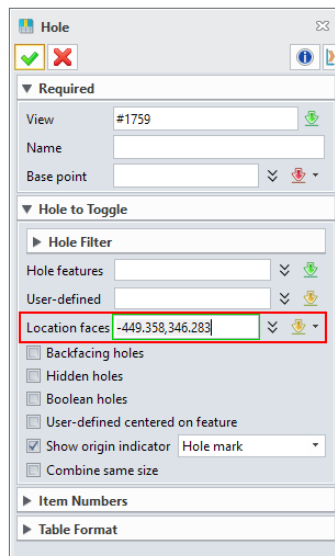 Hole
Required
View #1759
Name
Base point
Hole to Toggle
Hole Filter
Hole features
User-defined
Location faces -449.358,346.283
Backfacing holes
Hidden holes
Boolean holes
User-defined centered on feature
Show origin indicator Hole mark
Combine same size
Item Numbers
Table Format